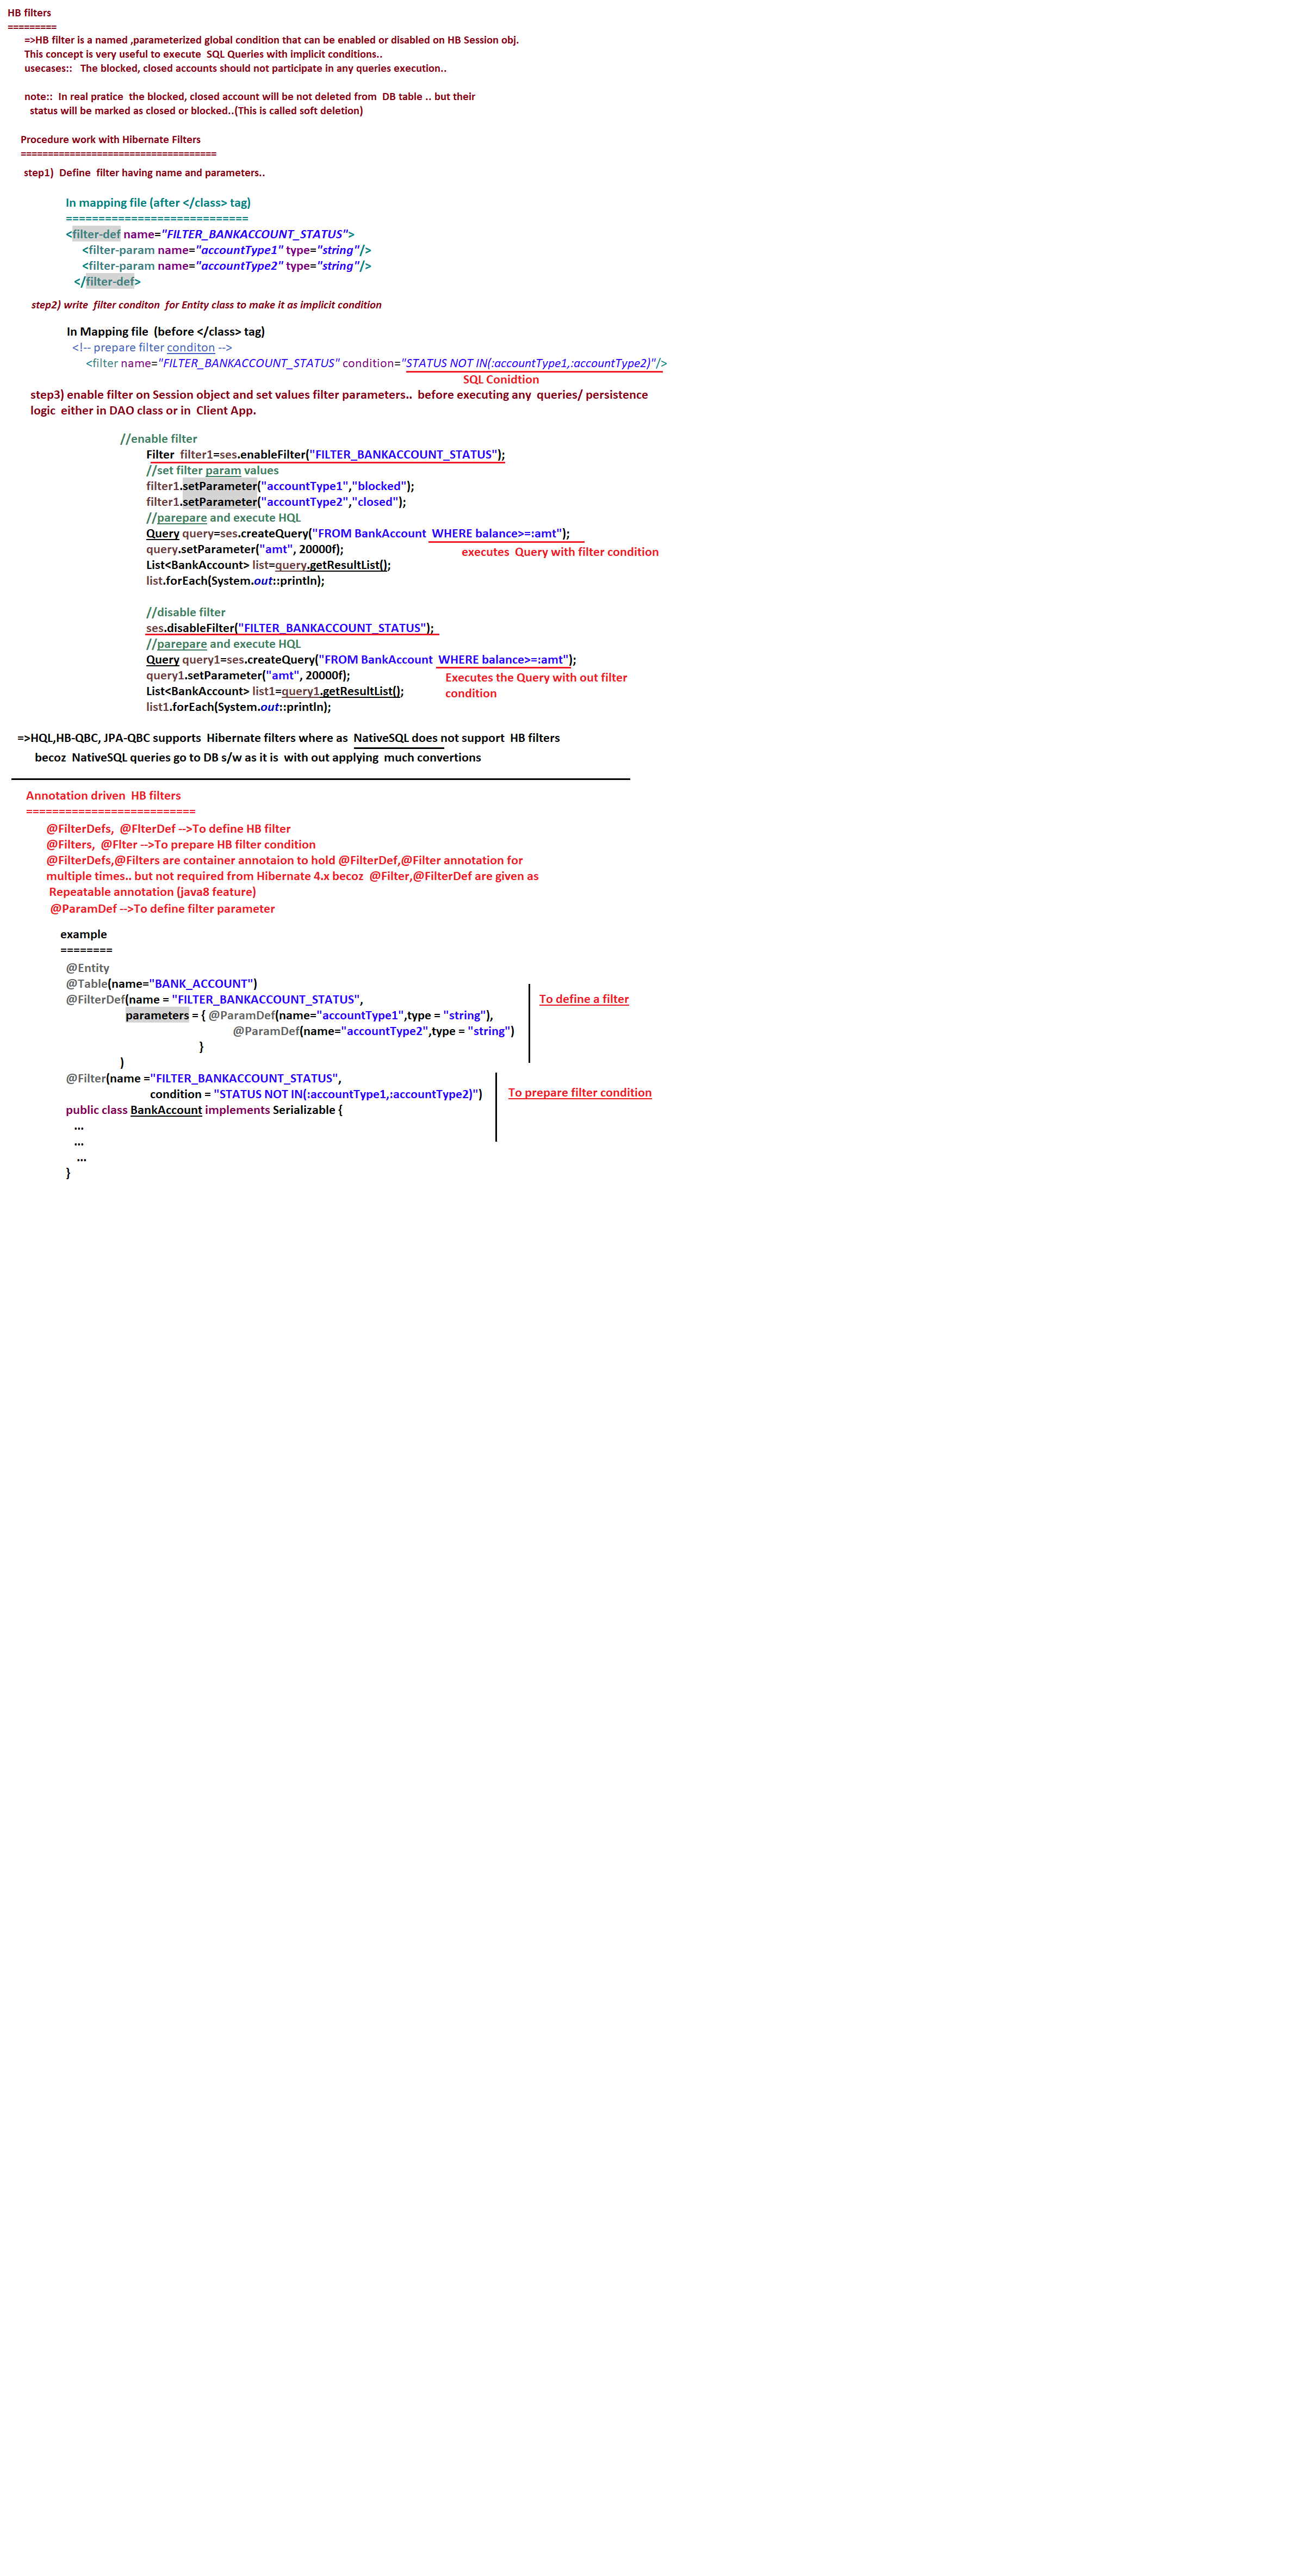 HB filters
=========
=>HB filter is a named ,parameterized global condition that can be enabled or disabled on HB Session obj.
This concept is very useful to execute  SQL Queries with implicit conditions..
usecases::   The blocked, closed accounts should not participate in any queries execution..
note::  In real pratice  the blocked, closed account will be not deleted from  DB table .. but their
status will be marked as closed or blocked..(This is called soft deletion)
Procedure work with Hibernate Filters
====================================
step1)  Define  filter having name and parameters..
In mapping file (after </class> tag)
============================
<filter-def name="FILTER_BANKACCOUNT_STATUS">
<filter-param name="accountType1" type="string"/>
<filter-param name="accountType2" type="string"/>
</filter-def>
step2) write  filter conditon  for Entity class to make it as implicit condition
In Mapping file  (before </class> tag)
<!-- prepare filter conditon -->
<filter name="FILTER_BANKACCOUNT_STATUS" condition="STATUS NOT IN(:accountType1,:accountType2)"/>
SQL Conidtion
step3) enable filter on Session object and set values filter parameters..  before executing any  queries/ persistence
logic  either in DAO class or in  Client App.
//enable filter
Filter  filter1=ses.enableFilter("FILTER_BANKACCOUNT_STATUS");
//set filter param values
filter1.setParameter("accountType1","blocked");
filter1.setParameter("accountType2","closed");
//parepare and execute HQL
Query query=ses.createQuery("FROM BankAccount  WHERE balance>=:amt");
query.setParameter("amt", 20000f);
executes  Query with filter condition
List<BankAccount> list=query.getResultList();
list.forEach(System.out::println);
//disable filter
ses.disableFilter("FILTER_BANKACCOUNT_STATUS");
//parepare and execute HQL
Query query1=ses.createQuery("FROM BankAccount  WHERE balance>=:amt");
query1.setParameter("amt", 20000f);
Executes the Query with out filter
List<BankAccount> list1=query1.getResultList();
condition
list1.forEach(System.out::println);
=>HQL,HB-QBC, JPA-QBC supports  Hibernate filters where as  NativeSQL does not support  HB filters
becoz  NativeSQL queries go to DB s/w as it is  with out applying  much convertions
Annotation driven  HB filters
==========================
@FilterDefs,  @FlterDef -->To define HB filter
@Filters,  @Flter -->To prepare HB filter condition
@FilterDefs,@Filters are container annotaion to hold @FilterDef,@Filter annotation for
multiple times.. but not required from Hibernate 4.x becoz  @Filter,@FilterDef are given as
Repeatable annotation (java8 feature)
@ParamDef -->To define filter parameter
example
========
@Entity
@Table(name="BANK_ACCOUNT")
@FilterDef(name = "FILTER_BANKACCOUNT_STATUS",
To define a filter
parameters = { @ParamDef(name="accountType1",type = "string"),
@ParamDef(name="accountType2",type = "string")
}
)
@Filter(name ="FILTER_BANKACCOUNT_STATUS",
condition = "STATUS NOT IN(:accountType1,:accountType2)")
To prepare filter condition
public class BankAccount implements Serializable {
...
...
...
}